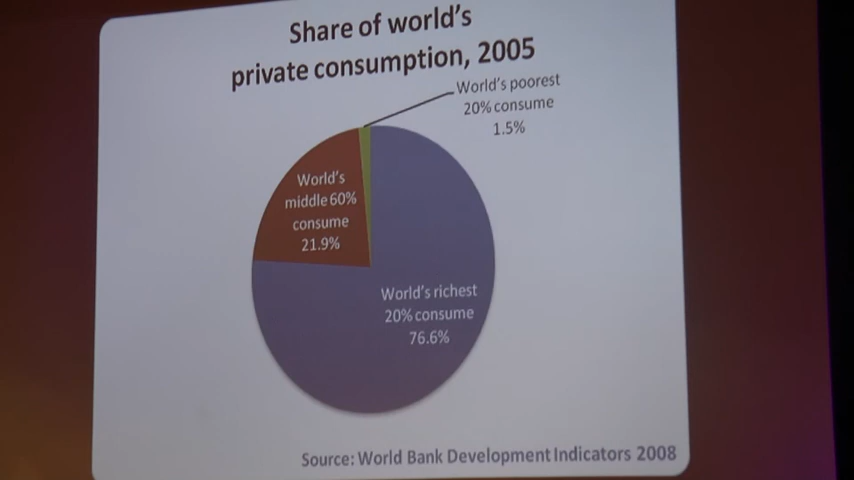 Share of world's
private consumption, 2005
World's poorest
20% consume
1.5%
World's
middle 60%
consume
21.9%
World's richest
20% consume
76.6%
Source: World Bank Development Indicators 2008